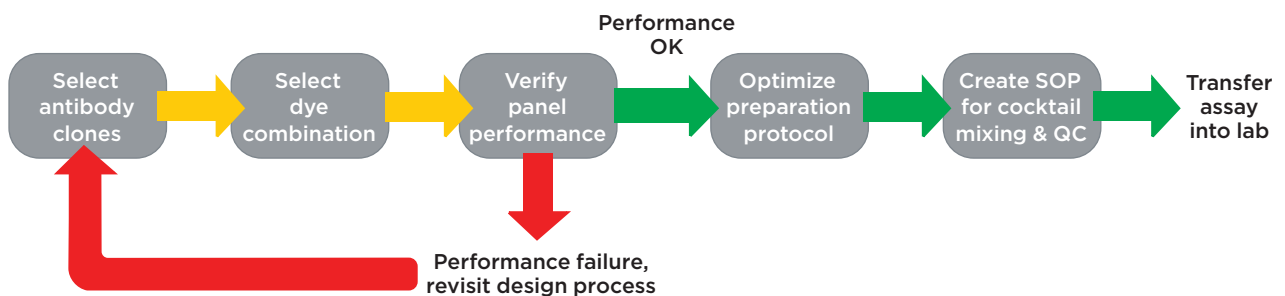 Performance
OK
Select
antibody
clones
Select
dye
combination
Verify
panel
performance
Optimize
preparation
protocol
Create SOP
for cocktail
mixing & QC
Transfer
assay
into lab
Performance failure,
revisit design process